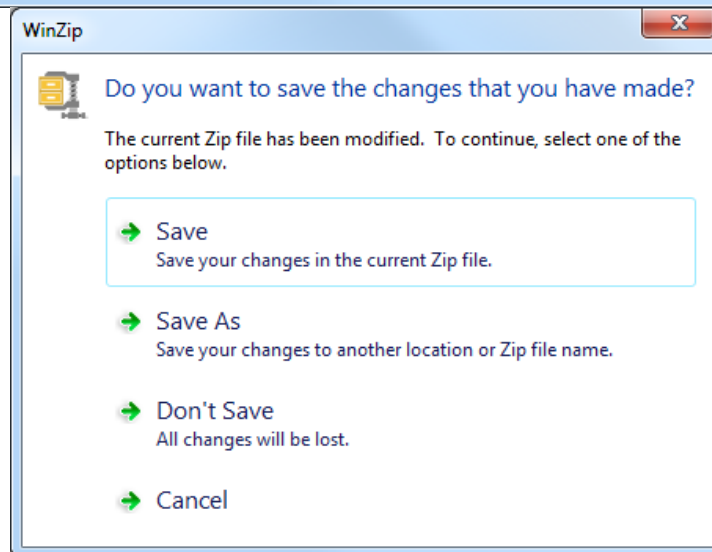 WinZip
Do you want to save the changes that you have made?
The current Zip file has been modified.  To continue, select one of the
options below.
Save
Save your changes in the current Zip file.
Save As
Save your changes to another location or Zip file name.
Don't Save
All changes will be lost.
Cancel